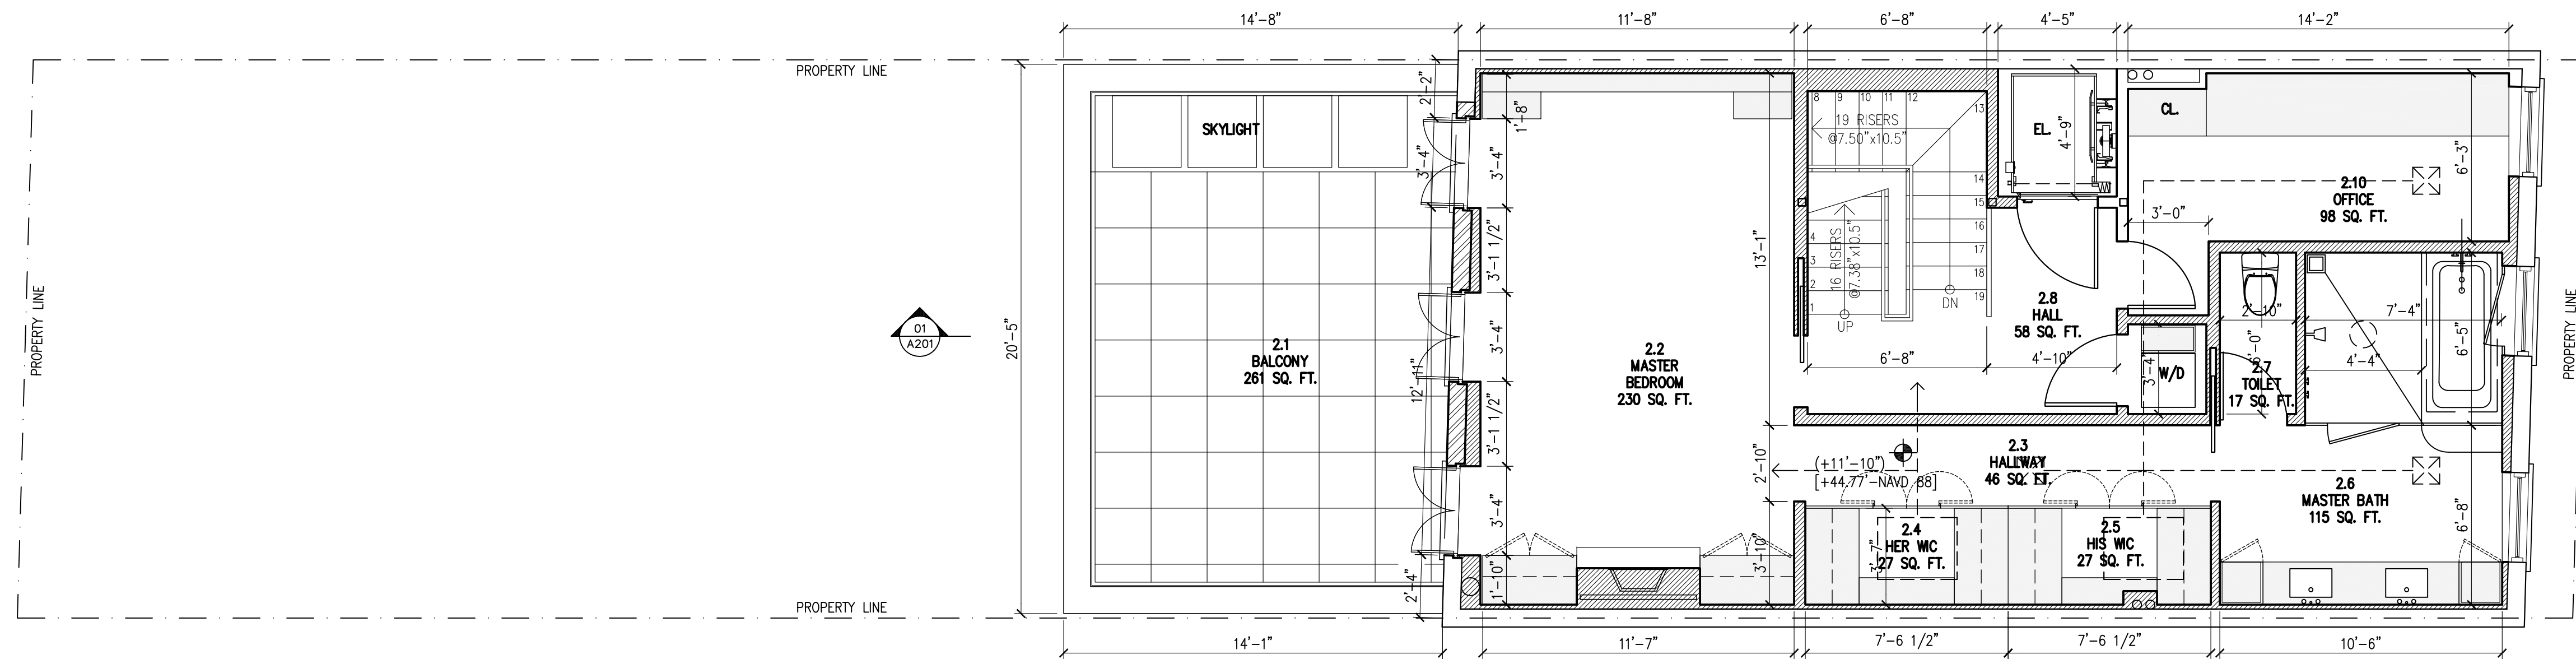 14'-8"
11'-8"
6'-8"
4'-5"
14'-2"
PROPERTY LINE
PROPERTY LINE
PROPERTY LINE
PROPERTY LINE
01
A201
20'-5"
SKYLIGHT
2.1
BALCONY
261 SQ. FT.
2'-2"
3'-4"
12'-11"
2'-4"
1'-8"
3'-4"
3'-1 1/2"
3'-4"
3'-1 1/2"
3'-4"
1'-10"
2.2
MASTER
BEDROOM
230 SQ. FT.
13'-1"
2'-10"
3'-10"
8
9
10
11
12
13
14
15
16
17
18
19
19 RISERS
@7.50"x10.5"
4
3
2
1
16 RISERS
@7.38"x10.5"
UP
DN
EL.
4'-9"
2.8
HALL
58 SQ. FT.
6'-8"
4'-10"
CL.
2.10
OFFICE
98 SQ. FT.
6'-3"
3'-0"
2'-10"
6'-0"
2.7
TOILET
17 SQ. FT.
W/D
3'-4"
7'-4"
4'-4"
6'-5"
(+11'-10")
[+44.77'-NAVD 88]
2.3
HALLWAY
46 SQ. FT.
2.4
HER WIC
27 SQ. FT.
3'-7"
2.5
HIS WIC
27 SQ. FT.
2.6
MASTER BATH
115 SQ. FT.
6'-8"
14'-1"
11'-7"
7'-6 1/2"
7'-6 1/2"
10'-6"